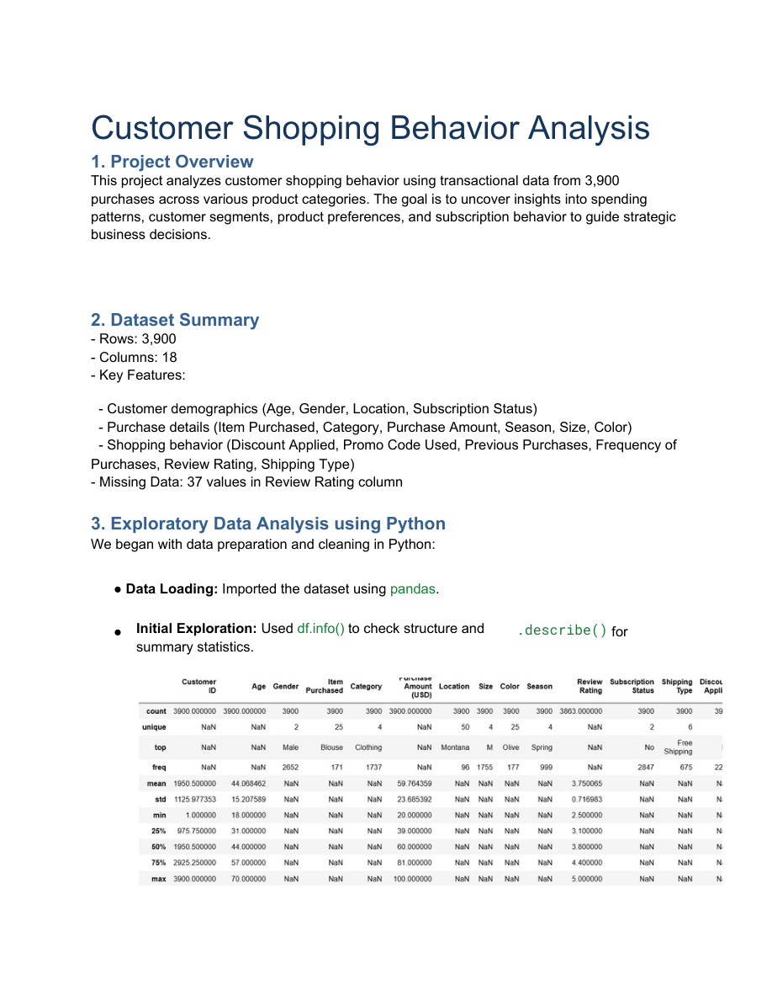 Customer Shopping Behavior Analysis
1. Project Overview
This project analyzes customer shopping behavior using transactional data from 3,900
purchases across various product categories. The goal is to uncover insights into spending
patterns, customer segments, product preferences, and subscription behavior to guide strategic
business decisions.
2. Dataset Summary
- Rows: 3,900
- Columns: 18
- Key Features:
- Customer demographics (Age, Gender, Location, Subscription Status)
- Purchase details (Item Purchased, Category, Purchase Amount, Season, Size, Color)
- Shopping behavior (Discount Applied, Promo Code Used, Previous Purchases, Frequency of
Purchases, Review Rating, Shipping Type)
- Missing Data: 37 values in Review Rating column
3. Exploratory Data Analysis using Python
We began with data preparation and cleaning in Python:
● Data Loading: Imported the dataset using pandas.
● Initial Exploration: Used df.info() to check structure and .describe() for
summary statistics.
Customer ID Age Gender Item Purchased Category Purchase Amount (USD) Location Size Color Season Review Rating Subscription Status Shipping Type Discou Appli
count 3900.000000 3900.000000 3900 3900 3900 3900.000000 3900 3900 3900 3900 3863.000000 3900 3900 39
unique NaN NaN 2 25 4 NaN 50 4 25 4 NaN 2 6
top NaN NaN Male Blouse Clothing NaN Montana M Olive Spring NaN No Free Shipping
freq NaN NaN 2652 171 1737 NaN 96 1755 177 999 NaN 2847 675 22
mean 1950.500000 44.068462 NaN NaN NaN 59.764359 NaN NaN NaN NaN 3.750065 NaN NaN Na
std 1125.977353 15.207589 NaN NaN NaN 23.685392 NaN NaN NaN NaN 0.716983 NaN NaN Na
min 1.000000 18.000000 NaN NaN NaN 20.000000 NaN NaN NaN NaN 2.500000 NaN NaN Na
25% 975.750000 31.000000 NaN NaN NaN 39.000000 NaN NaN NaN NaN 3.100000 NaN NaN Na
50% 1950.500000 44.000000 NaN NaN NaN 60.000000 NaN NaN NaN NaN 3.800000 NaN NaN Na
75% 2925.250000 57.000000 NaN NaN NaN 81.000000 NaN NaN NaN NaN 4.400000 NaN NaN Na
max 3900.000000 70.000000 NaN NaN NaN 100.000000 NaN NaN NaN NaN 5.000000 NaN NaN Na